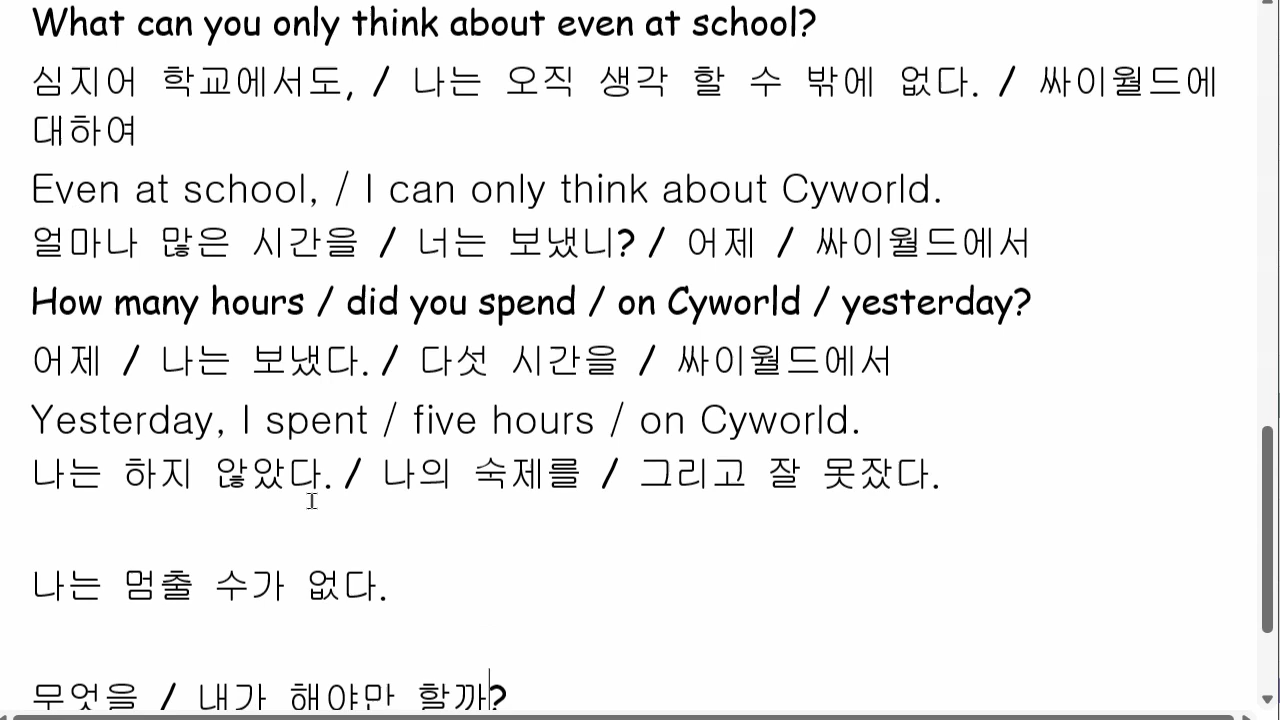 What can you only think about even at school?
심지어 학교에서도, / 나는 오직 생각 할 수 밖에 없다. / 싸이월드에
대하여
Even at school, / I can only think about Cyworld.
얼마나 많은 시간을 / 너는 보냈니? / 어제 / 싸이월드에서
How many hours / did you spend / on Cyworld / yesterday?
어제 / 나는 보냈다. / 다섯 시간을 / 싸이월드에서
Yesterday, I spent / five hours / on Cyworld.
나는 하지 않았다. / 나의 숙제를 / 그리고 잘 못잤다.
나는 멈출 수가 없다.
무엇을 / 내가 해야만 할까?